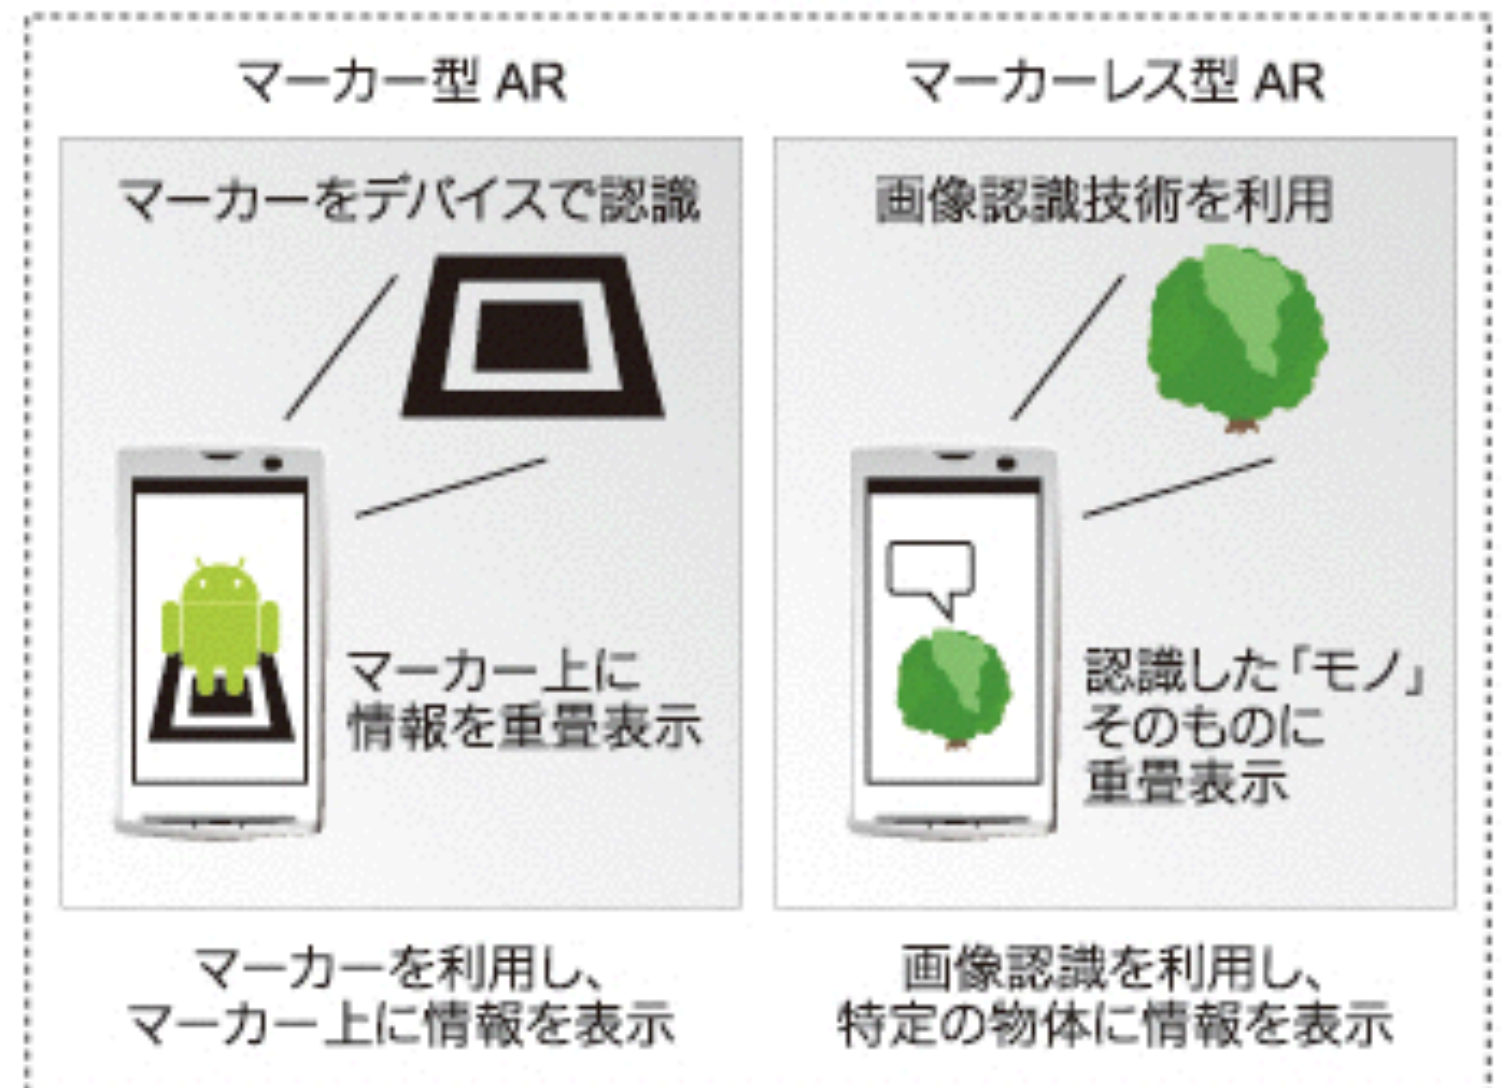 マーカー型 AR
マーカーをデバイスで認識
マーカー上に
情報を重畳表示
マーカーを利用し、
マーカー上に情報を表示
マーカーレス型 AR
画像認識技術を利用
認識した「モノ」
そのものに
重畳表示
画像認識を利用し、
特定の物体に情報を表示